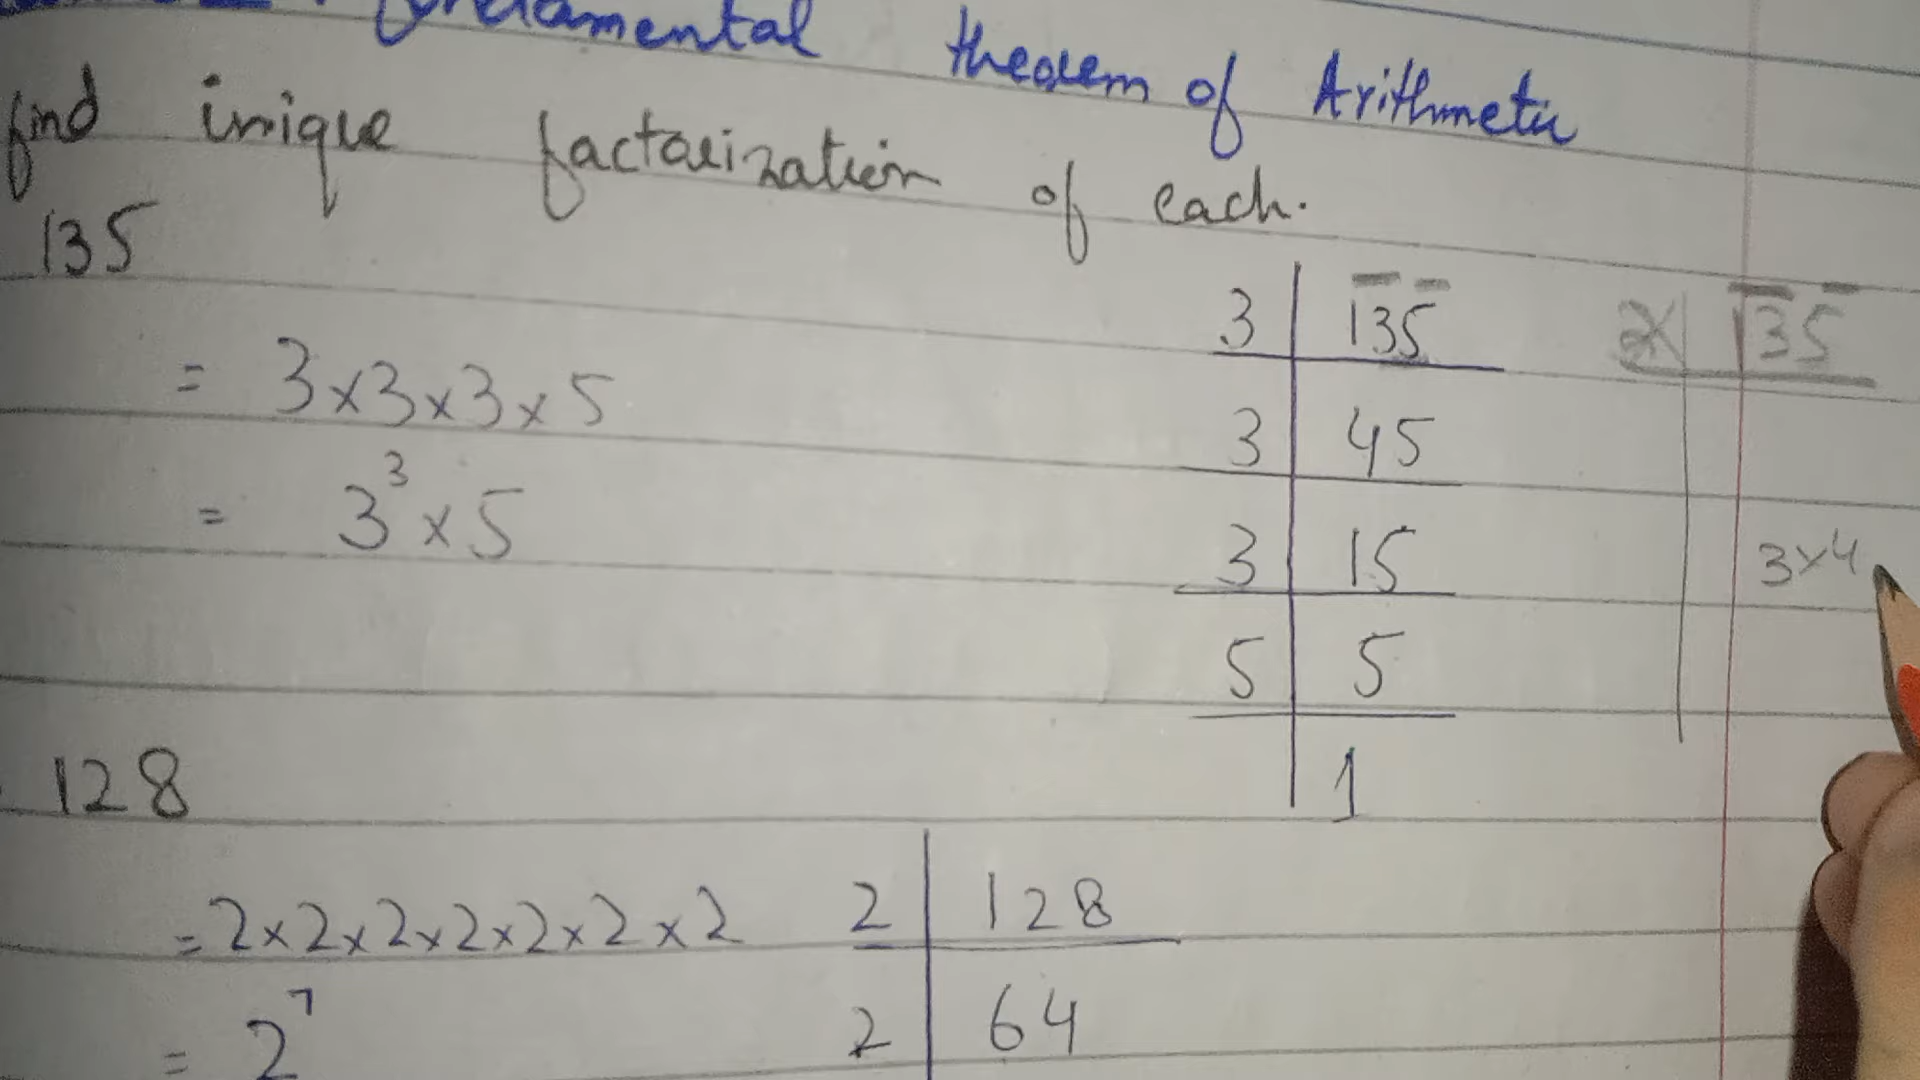 theorem of Arithmetic
find unique factorization of each.
135
= 3×3×3×5
= 3³×5
3 | 135
3 | 45
3 | 15
5 | 5
1
2 | 135
3×4
128
= 2×2×2×2×2×2×2
= 2⁷
2 | 128
2 | 64